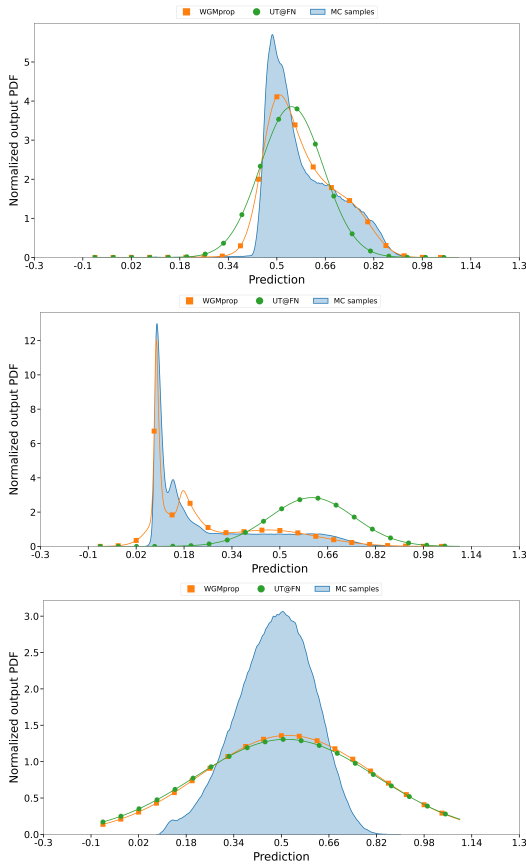 WGMprop UT@FN MC samples
Normalized output PDF
5
4
3
2
1
0
-0.3 -0.1 0.02 0.18 0.34 0.5 0.66 0.82 0.98 1.14 1.3
Prediction
WGMprop UT@FN MC samples
Normalized output PDF
12
10
8
6
4
2
0
-0.3 -0.1 0.02 0.18 0.34 0.5 0.66 0.82 0.98 1.14 1.3
Prediction
WGMprop UT@FN MC samples
Normalized output PDF
3.0
2.5
2.0
1.5
1.0
0.5
0.0
-0.3 -0.1 0.02 0.18 0.34 0.5 0.66 0.82 0.98 1.14 1.3
Prediction